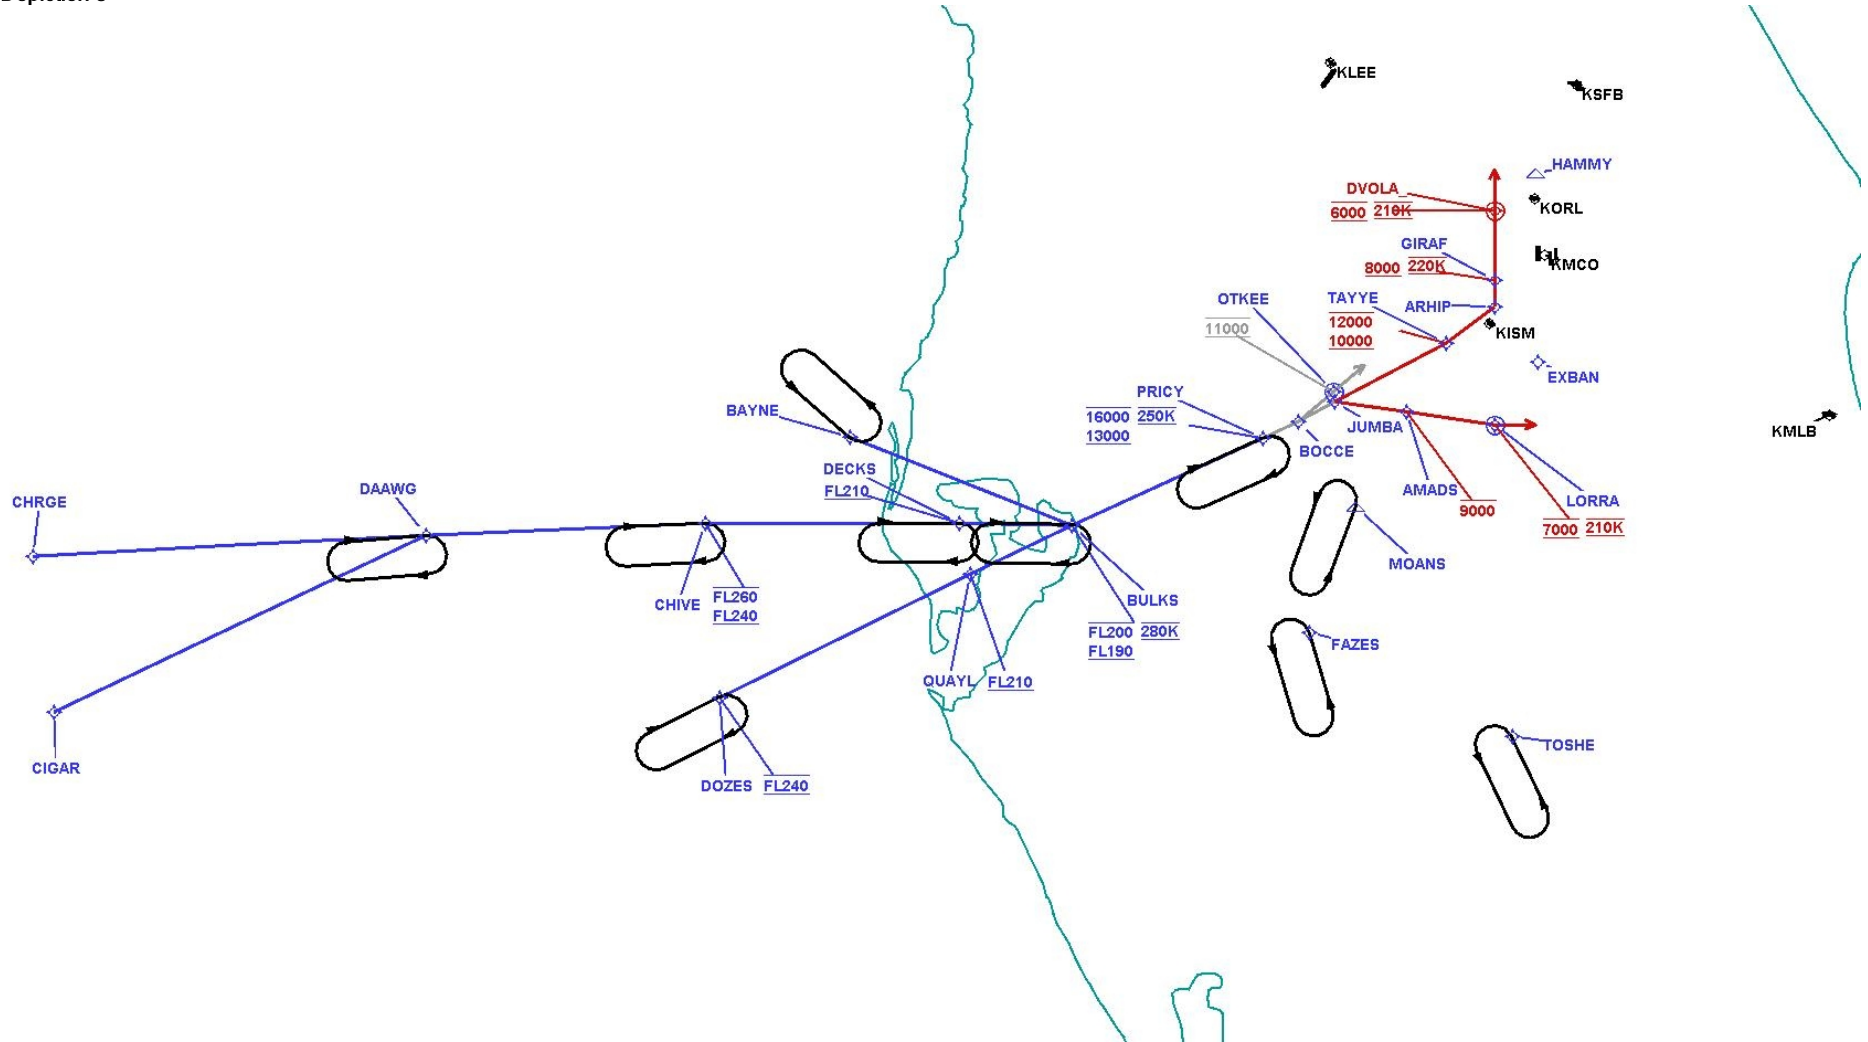 KLEE
KSFB
HAMMY
DVOLA
6000 210K
KORL
GIRAF
8000 220K
KMCO
OTKEE
11000
TAYYE
12000
10000
ARHIP
KISM
EXBAN
PRICY
16000 250K
13000
JUMBA
BOCCE
KMLB
BAYNE
DECKS
FL210
CHRGE
DAAWG
AMADS
9000
LORRA
7000 210K
MOANS
CHIVE
FL260
FL240
BULKS
FL200 280K
FL190
FAZES
QUAYL FL210
TOSHE
CIGAR
DOZES FL240